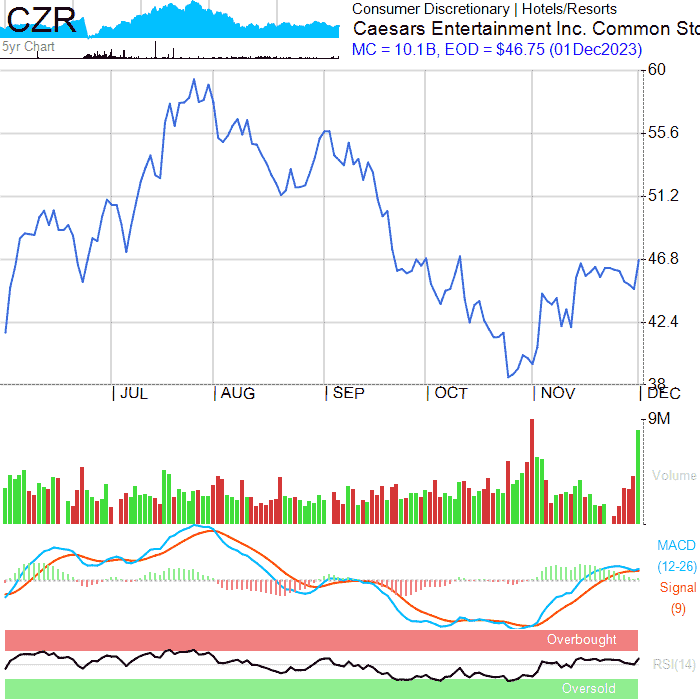 CZR
5yr Chart
Consumer Discretionary | Hotels/Resorts
Caesars Entertainment Inc. Common Sto
MC = 10.1B, EOD = $46.75 (01Dec2023)
60
55.6
51.2
46.8
42.4
38
JUL AUG SEP OCT NOV DEC
9M
Volume
MACD
(12-26)
Signal
(9)
Overbought
RSI(14)
Oversold